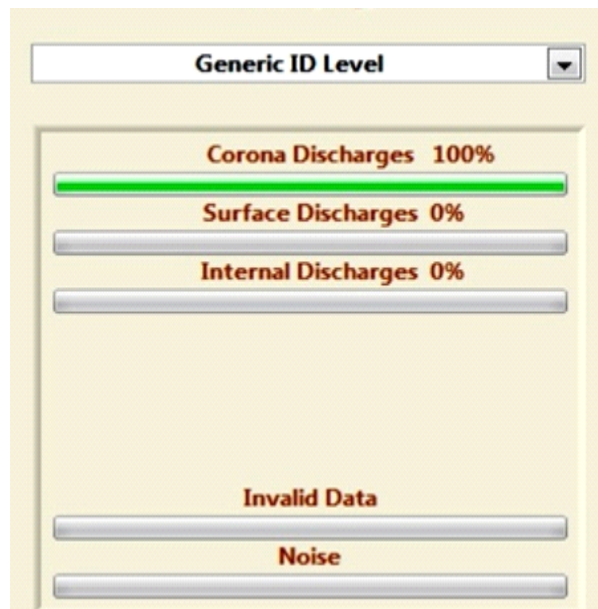 Generic ID Level
Corona Discharges 100%
Surface Discharges 0%
Internal Discharges 0%
Invalid Data
Noise